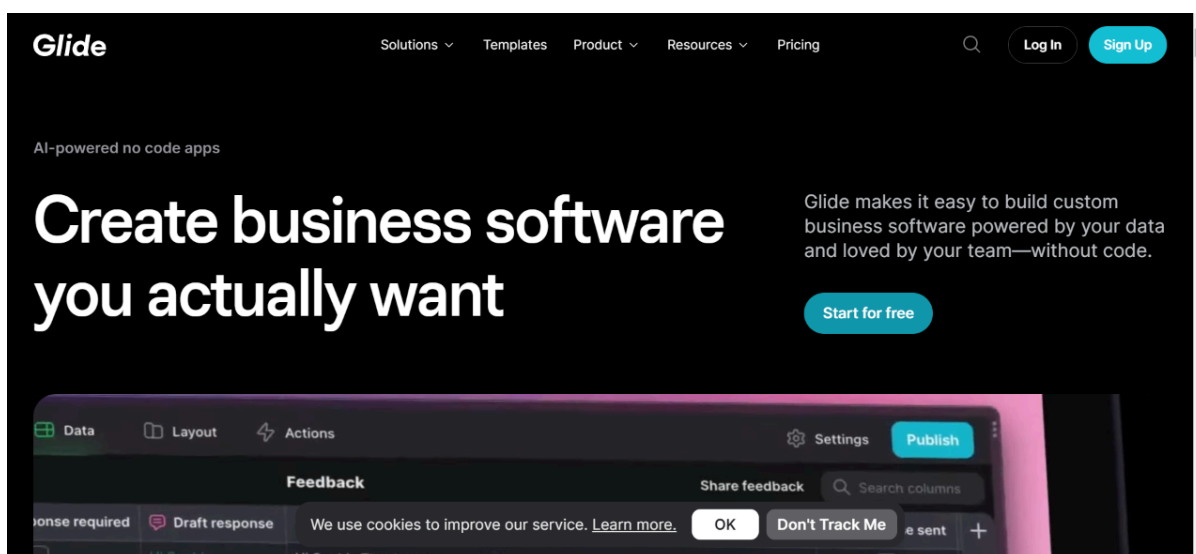 Glide
Solutions Templates Product Resources Pricing Log In Sign Up
AI-powered no code apps
Create business software
you actually want
Glide makes it easy to build custom
business software powered by your data
and loved by your team—without code.
Start for free
Data Layout Actions Settings Publish
Feedback Share feedback Search columns
required Draft response sent
We use cookies to improve our service. Learn more. OK Don't Track Me